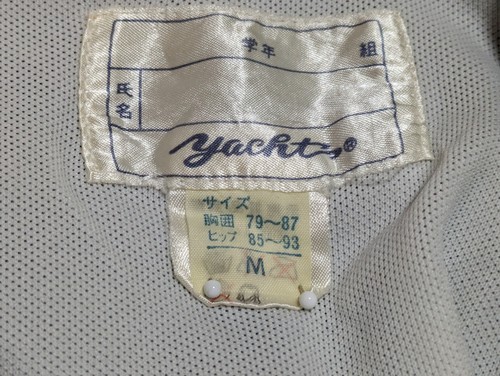 学年 組
氏名
yacht®
サイズ
胸囲 79〜87
ヒップ 85〜93
M